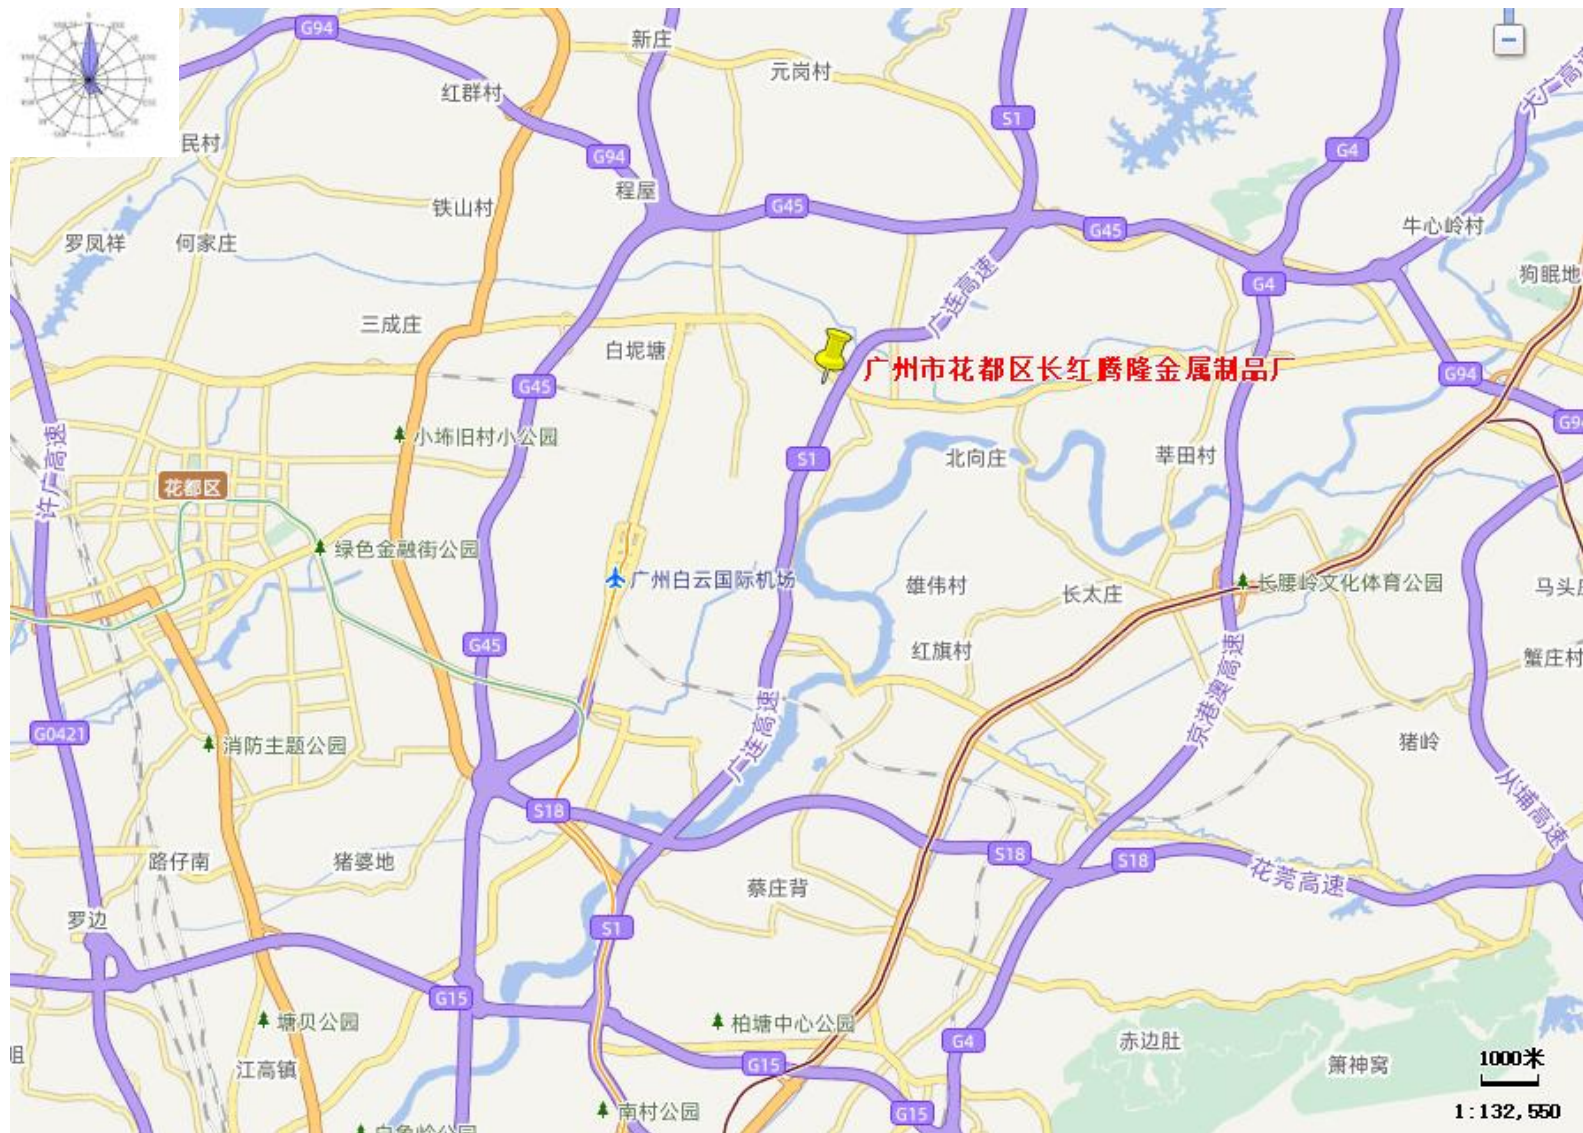 G94
新庄
元岗村
红群村
S1
大广高速
民村
G94
G4
程屋
铁山村
G45
G45
牛心岭村
罗凤祥
何家庄
狗眠地
G4
广连高速
三成庄
白坭塘
广州市花都区长红腾隆金属制品厂
G45
G94
G94
小㘵旧村小公园
许广高速
S1
北向庄
莘田村
花都区
绿色金融街公园
广州白云国际机场
雄伟村
长太庄
长腰岭文化体育公园
马头
G45
红旗村
蟹庄村
京港澳高速
G0421
消防主题公园
广连高速
猪岭
从埔高速
S18
S18
S18
路仔南
猪婆地
蔡庄背
花莞高速
罗边
S1
G15
塘贝公园
柏塘中心公园
赤边肚
G4
江高镇
G15
箫神窝
1000米
南村公园
G15
1:132,550